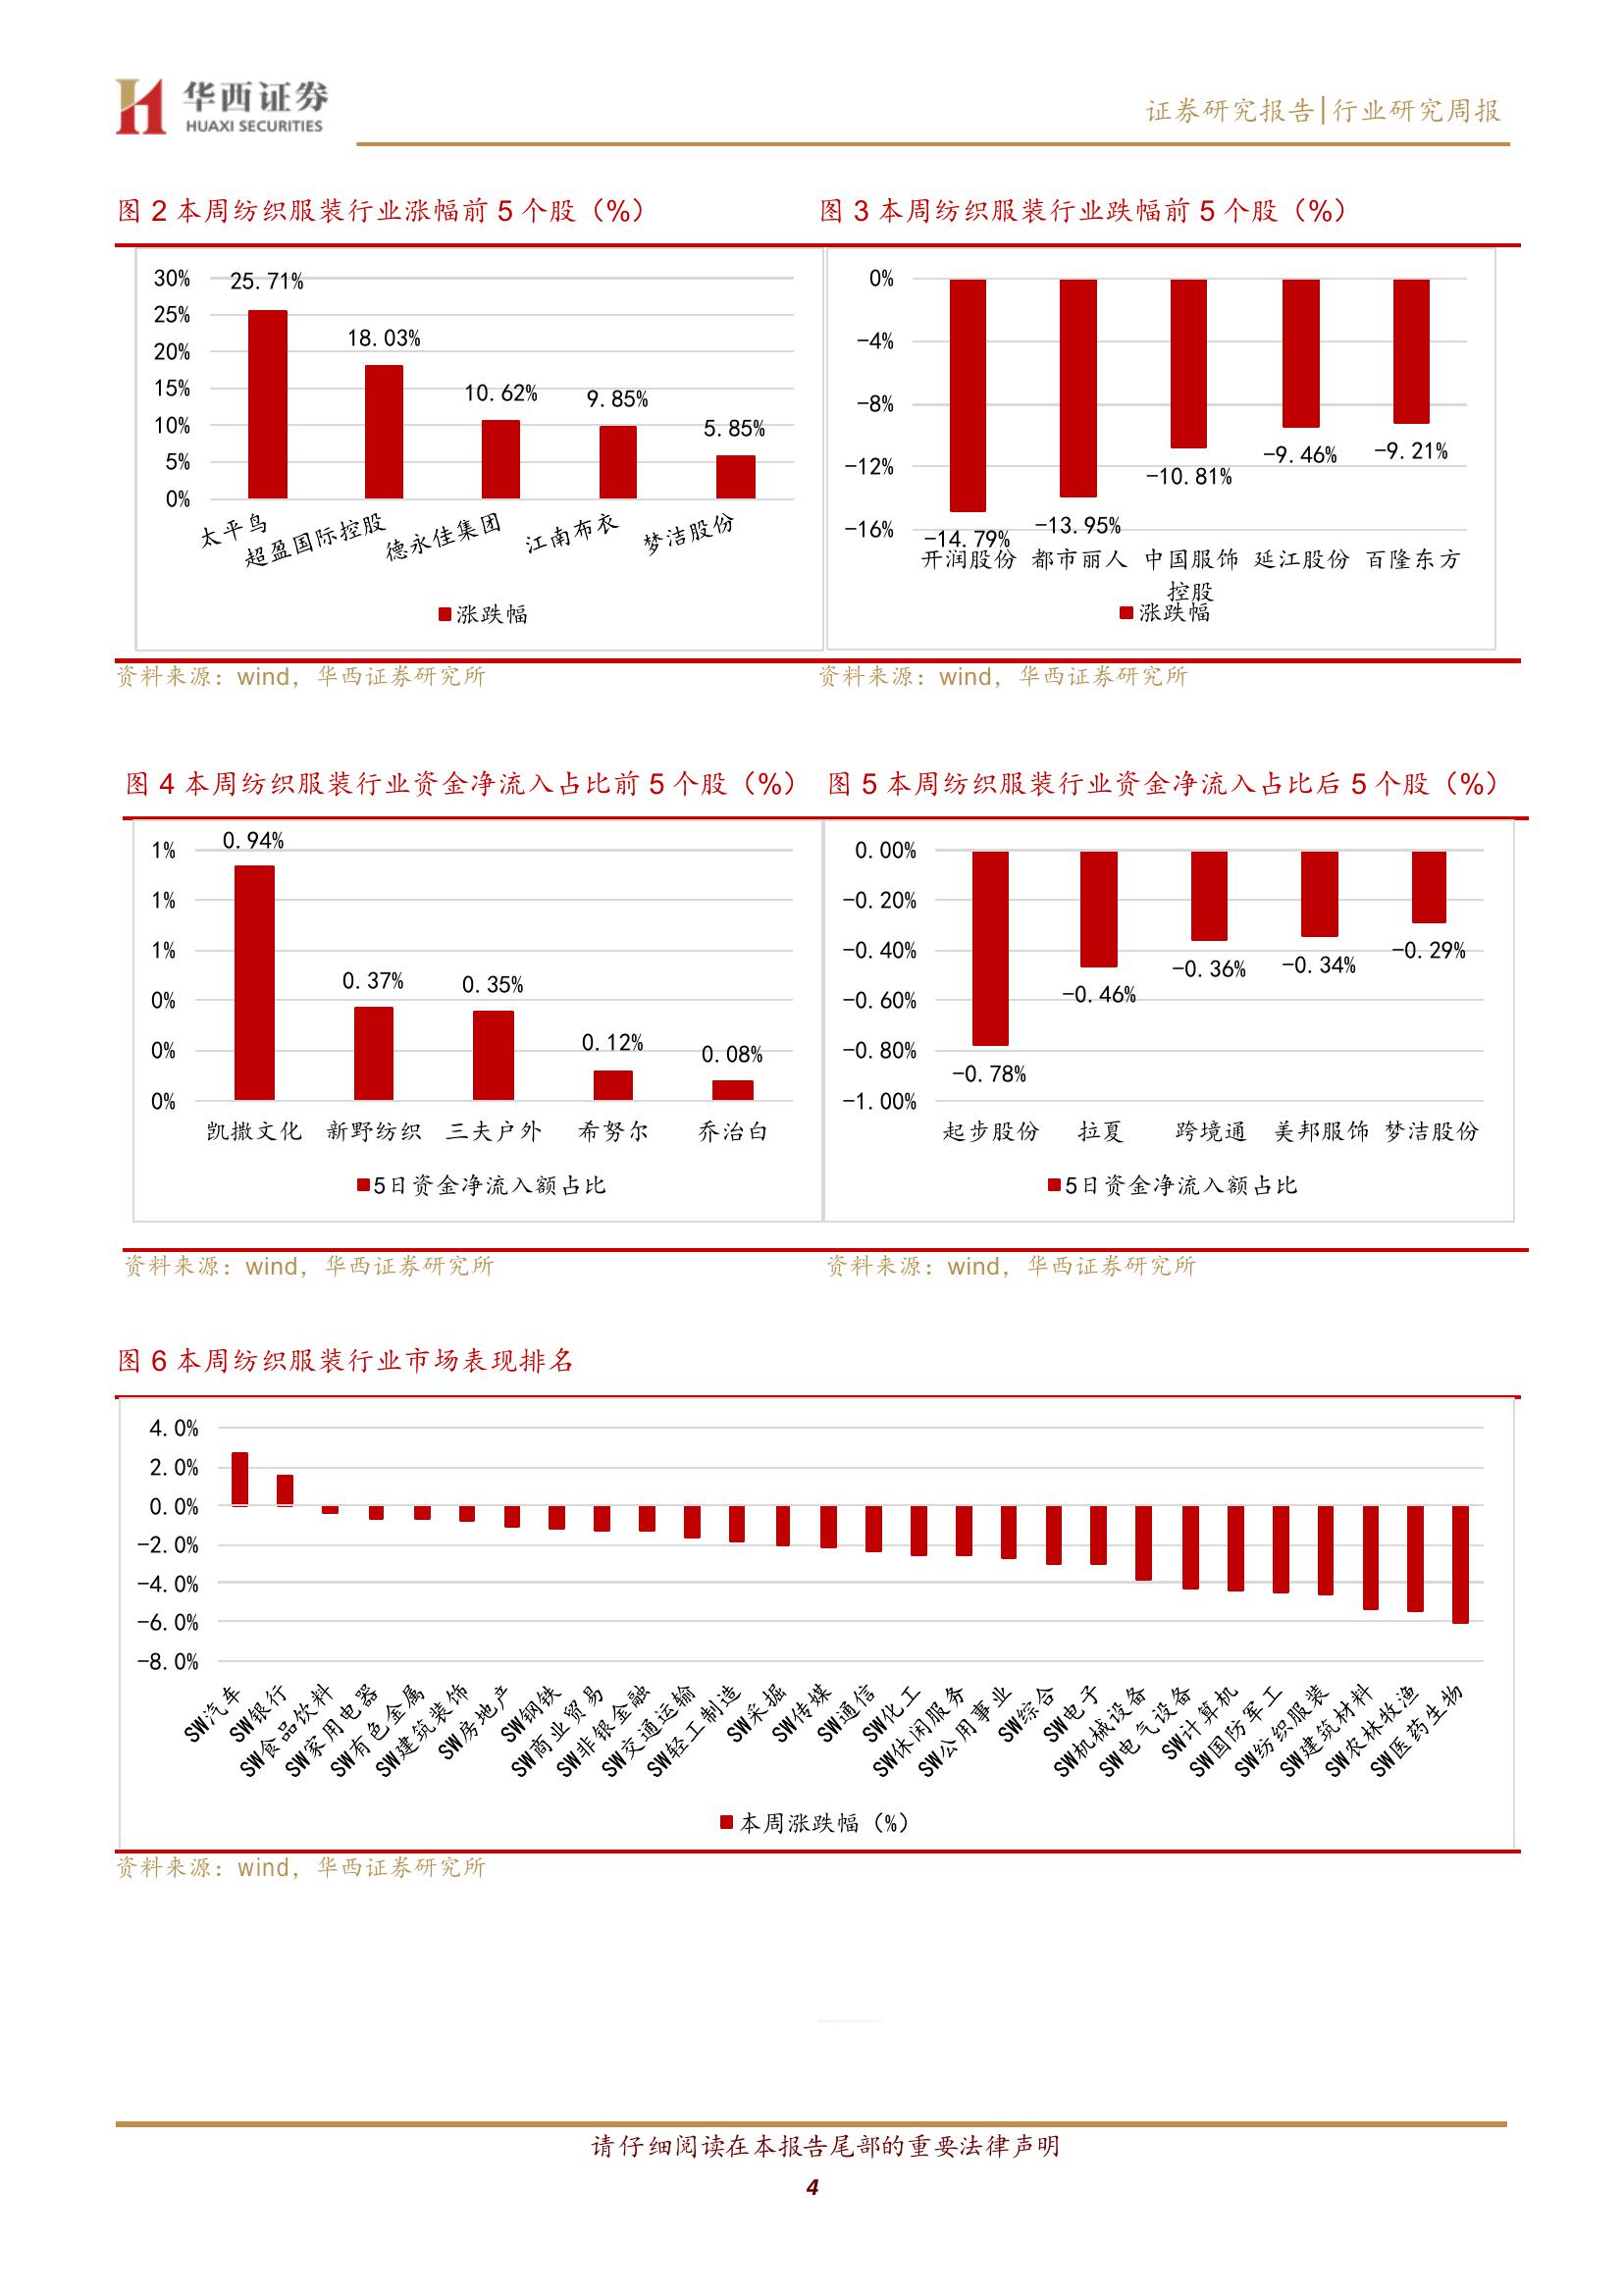 华西证券
HUAXI SECURITIES
证券研究报告|行业研究周报
图 2 本周纺织服装行业涨幅前 5 个股（%）
30%
25%
20%
15%
10%
5%
0%
25.71%
18.03%
10.62%
9.85%
5.85%
太平鸟
超盈国际控股
德永佳集团
江南布衣
梦洁股份
涨跌幅
资料来源：wind，华西证券研究所
图 3 本周纺织服装行业跌幅前 5 个股（%）
0%
-4%
-8%
-12%
-16%
-14.79%
-13.95%
-10.81%
-9.46%
-9.21%
开润股份 都市丽人 中国服饰 延江股份 百隆东方
控股
涨跌幅
资料来源：wind，华西证券研究所
图 4 本周纺织服装行业资金净流入占比前 5 个股（%）
1%
1%
1%
0%
0%
0%
0.94%
0.37%
0.35%
0.12%
0.08%
凯撒文化 新野纺织 三夫户外 希努尔 乔治白
5日资金净流入额占比
资料来源：wind，华西证券研究所
图 5 本周纺织服装行业资金净流入占比后 5 个股（%）
0.00%
-0.20%
-0.40%
-0.60%
-0.80%
-1.00%
-0.78%
-0.46%
-0.36%
-0.34%
-0.29%
起步股份 拉夏 跨境通 美邦服饰 梦洁股份
5日资金净流入额占比
资料来源：wind，华西证券研究所
图 6 本周纺织服装行业市场表现排名
4.0%
2.0%
0.0%
-2.0%
-4.0%
-6.0%
-8.0%
SW汽车
SW银行
SW食品饮料
SW家用电器
SW有色金属
SW建筑装饰
SW房地产
SW钢铁
SW商业贸易
SW非银金融
SW交通运输
SW轻工制造
SW采掘
SW传媒
SW通信
SW化工
SW休闲服务
SW公用事业
SW综合
SW电子
SW机械设备
SW电气设备
SW计算机
SW国防军工
SW纺织服装
SW建筑材料
SW农林牧渔
SW医药生物
本周涨跌幅（%）
资料来源：wind，华西证券研究所
请仔细阅读在本报告尾部的重要法律声明
4